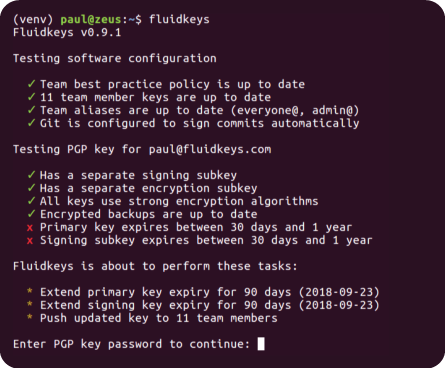 (venv) paul@zeus:~$ fluidkeys
Fluidkeys v0.9.1
Testing software configuration
✓ Team best practice policy is up to date
✓ 11 team member keys are up to date
✓ Team aliases are up to date (everyone@, admin@)
✓ Git is configured to sign commits automatically
Testing PGP key for paul@fluidkeys.com
✓ Has a separate signing subkey
✓ Has a separate encryption subkey
✓ All keys use strong encryption algorithms
✓ Encrypted backups are up to date
x Primary key expires between 30 days and 1 year
x Signing subkey expires between 30 days and 1 year
Fluidkeys is about to perform these tasks:
* Extend primary key expiry for 90 days (2018-09-23)
* Extend signing key expiry for 90 days (2018-09-23)
* Push updated key to 11 team members
Enter PGP key password to continue: